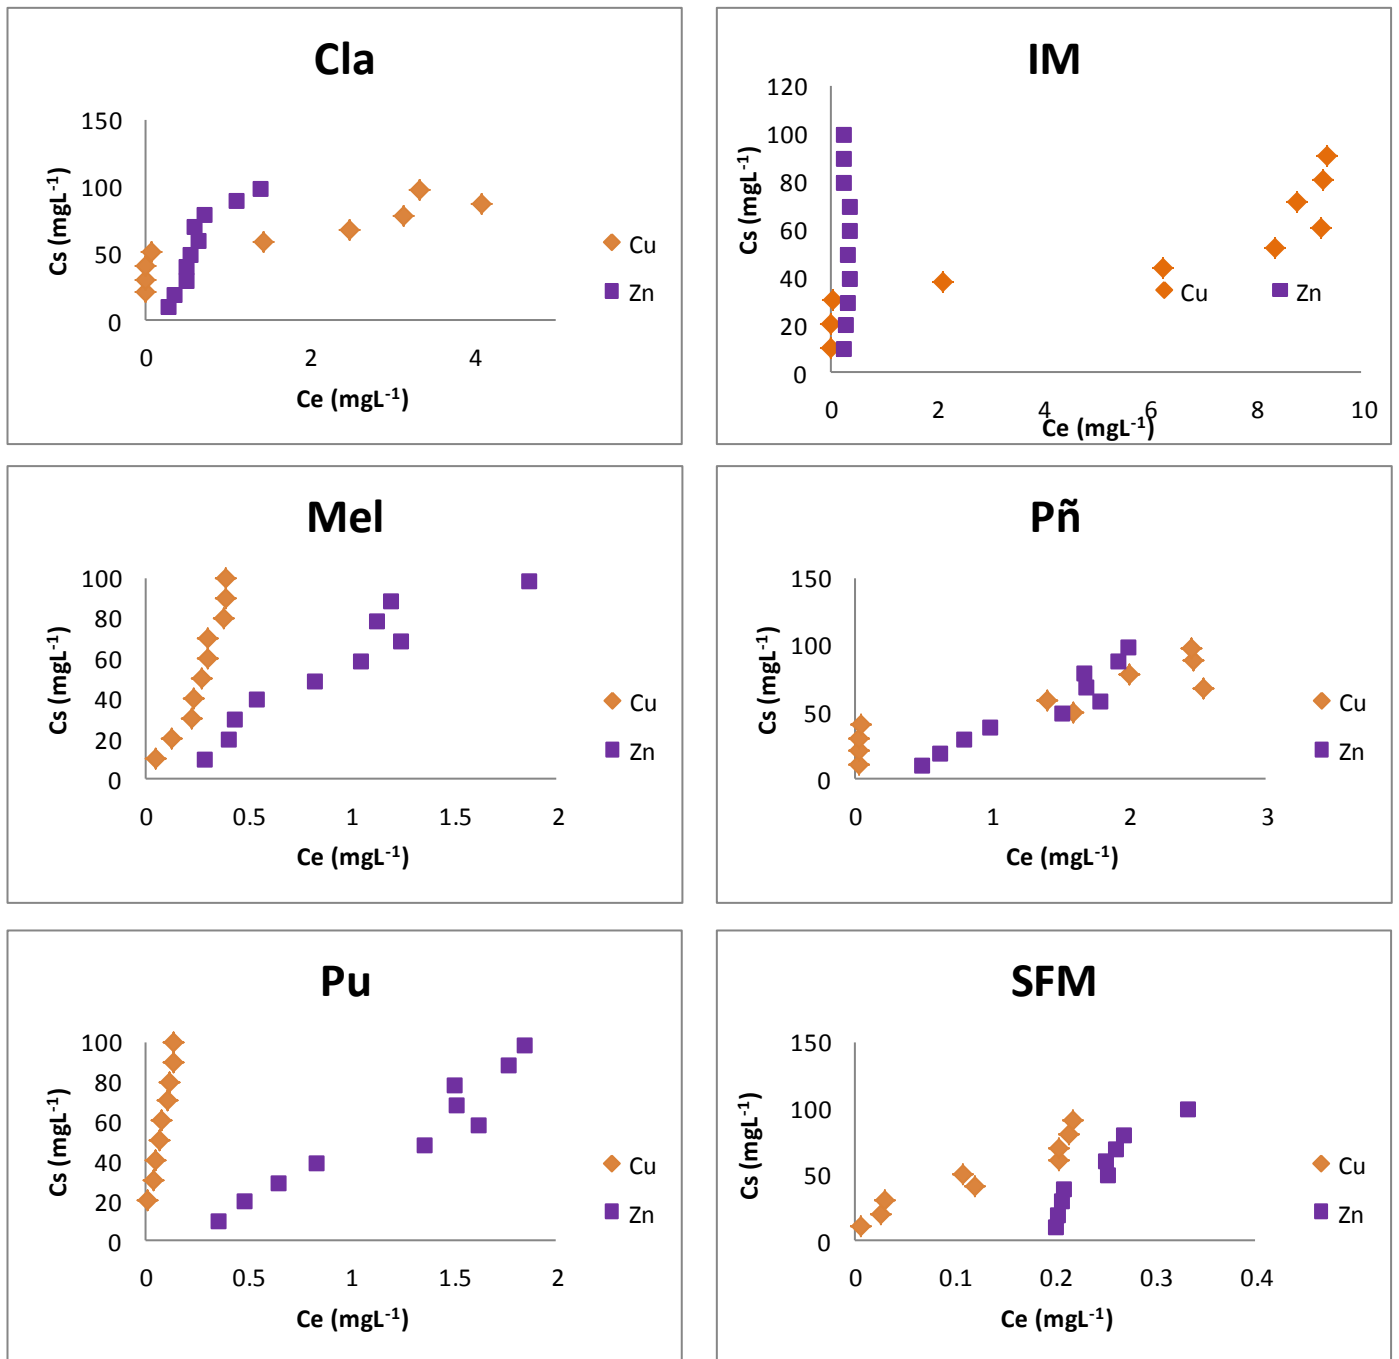 Cla
150
100
50
0
0 2 4
Cs (mgL-1)
Ce (mgL-1)
Cu
Zn
IM
120
100
80
60
40
20
0
0 2 4 6 8 10
Cs (mgL-1)
Ce (mgL-1)
Cu Zn
Mel
100
80
60
40
20
0
0 0.5 1 1.5 2
Cs (mgL-1)
Ce (mgL-1)
Cu
Zn
Pñ
150
100
50
0
0 1 2 3
Cs (mgL-1)
Ce (mgL-1)
Cu
Zn
Pu
100
80
60
40
20
0
0 0.5 1 1.5 2
Cs (mgL-1)
Ce (mgL-1)
Cu
Zn
SFM
150
100
50
0
0 0.1 0.2 0.3 0.4
Cs (mgL-1)
Ce (mgL-1)
Cu
Zn